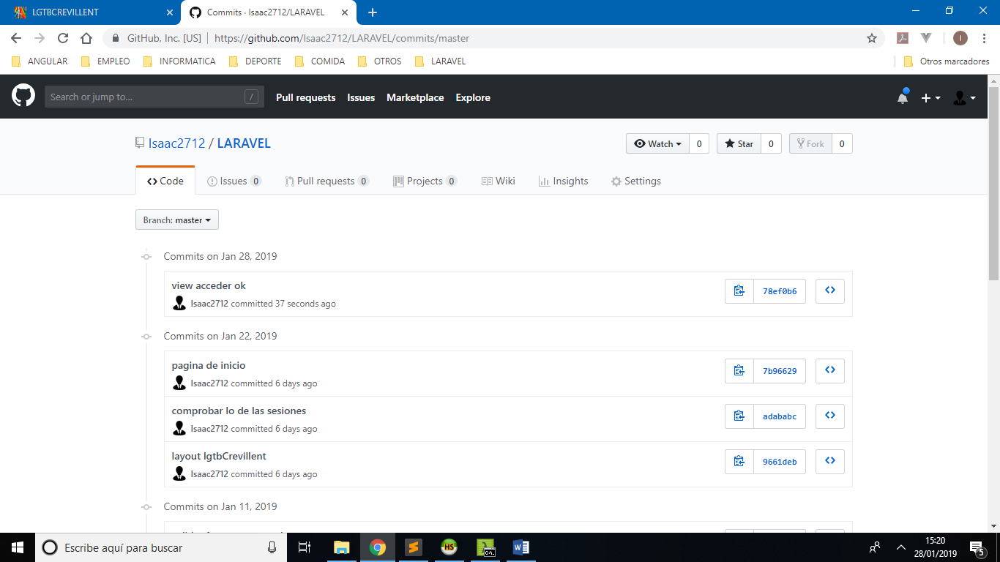 LGTBCREVILLENT
Commits · Isaac2712/LARAVEL
GitHub, Inc. [US] https://github.com/Isaac2712/LARAVEL/commits/master
I
ANGULAR EMPLEO INFORMATICA DEPORTE COMIDA OTROS LARAVEL Otros marcadores
Search or jump to... / Pull requests Issues Marketplace Explore
Isaac2712 / LARAVEL Watch 0 Star 0 Fork 0
Code Issues 0 Pull requests 0 Projects 0 Wiki Insights Settings
Branch: master
Commits on Jan 28, 2019
view acceder ok
Isaac2712 committed 37 seconds ago
78ef0b6
Commits on Jan 22, 2019
pagina de inicio
Isaac2712 committed 6 days ago
7b96629
comprobar lo de las sesiones
Isaac2712 committed 6 days ago
adababc
layout lgtbCrevillent
Isaac2712 committed 6 days ago
9661deb
Commits on Jan 11, 2019
Escribe aquí para buscar
HS
C:\.
W
15:20
28/01/2019
5